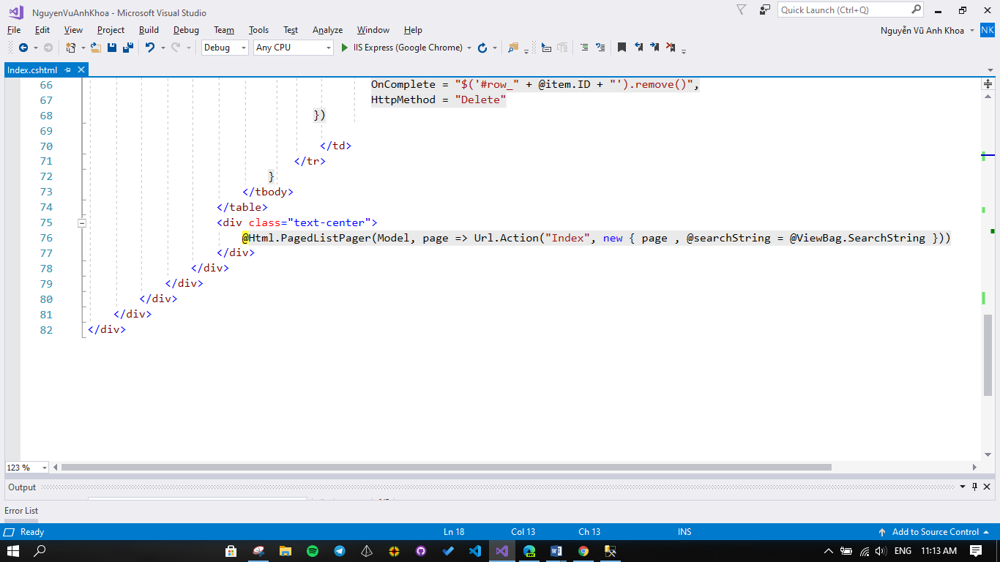 NguyenVuAnhKhoa - Microsoft Visual Studio
Quick Launch (Ctrl+Q)
File Edit View Project Build Debug Team Tools Test Analyze Window Help
Nguyễn Vũ Anh Khoa NK
Debug Any CPU IIS Express (Google Chrome)
Index.cshtml
66 OnComplete = "$('#row_" + @item.ID + "').remove()",
67 HttpMethod = "Delete"
68 })
69
70 </td>
71 </tr>
72 }
73 </tbody>
74 </table>
75 <div class="text-center">
76 @Html.PagedListPager(Model, page => Url.Action("Index", new { page , @searchString = @ViewBag.SearchString }))
77 </div>
78 </div>
79 </div>
80 </div>
81 </div>
82 </div>
123 %
Output
Error List
Ready Ln 18 Col 13 Ch 13 INS Add to Source Control
ENG 11:13 AM